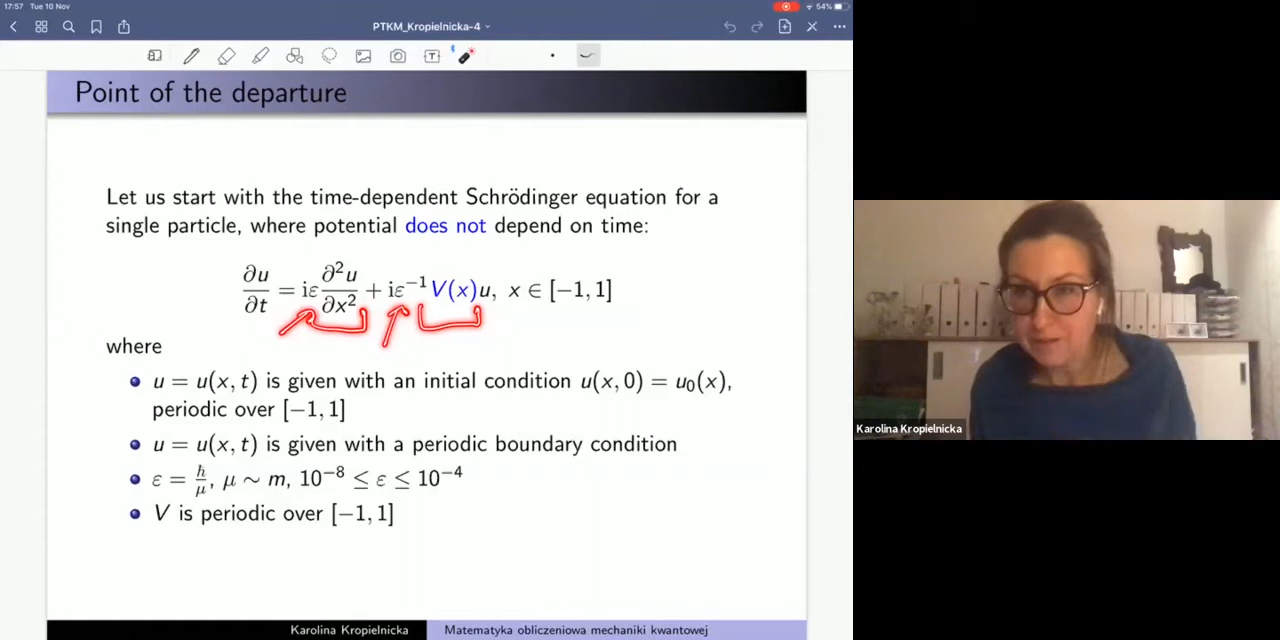 17:57 Tue 10 Nov
54%
PTKM_Kropielnicka-4
T
Point of the departure
Let us start with the time-dependent Schrödinger equation for a
single particle, where potential does not depend on time:
∂u/∂t = iε ∂²u/∂x² + iε⁻¹ V(x)u, x ∈ [−1, 1]
where
u = u(x, t) is given with an initial condition u(x, 0) = u₀(x),
periodic over [−1, 1]
u = u(x, t) is given with a periodic boundary condition
ε = ℏ/μ, μ ∼ m, 10⁻⁸ ≤ ε ≤ 10⁻⁴
V is periodic over [−1, 1]
Karolina Kropielnicka
Matematyka obliczeniowa mechaniki kwantowej
Karolina Kropielnicka